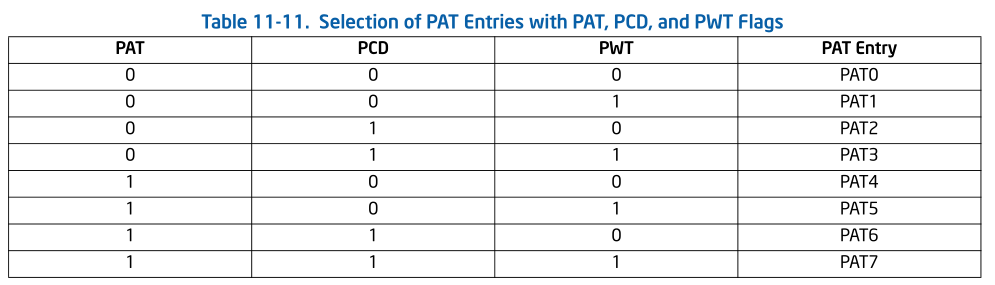 Table 11-11. Selection of PAT Entries with PAT, PCD, and PWT Flags
PAT PCD PWT PAT Entry
0 0 0 PAT0
0 0 1 PAT1
0 1 0 PAT2
0 1 1 PAT3
1 0 0 PAT4
1 0 1 PAT5
1 1 0 PAT6
1 1 1 PAT7